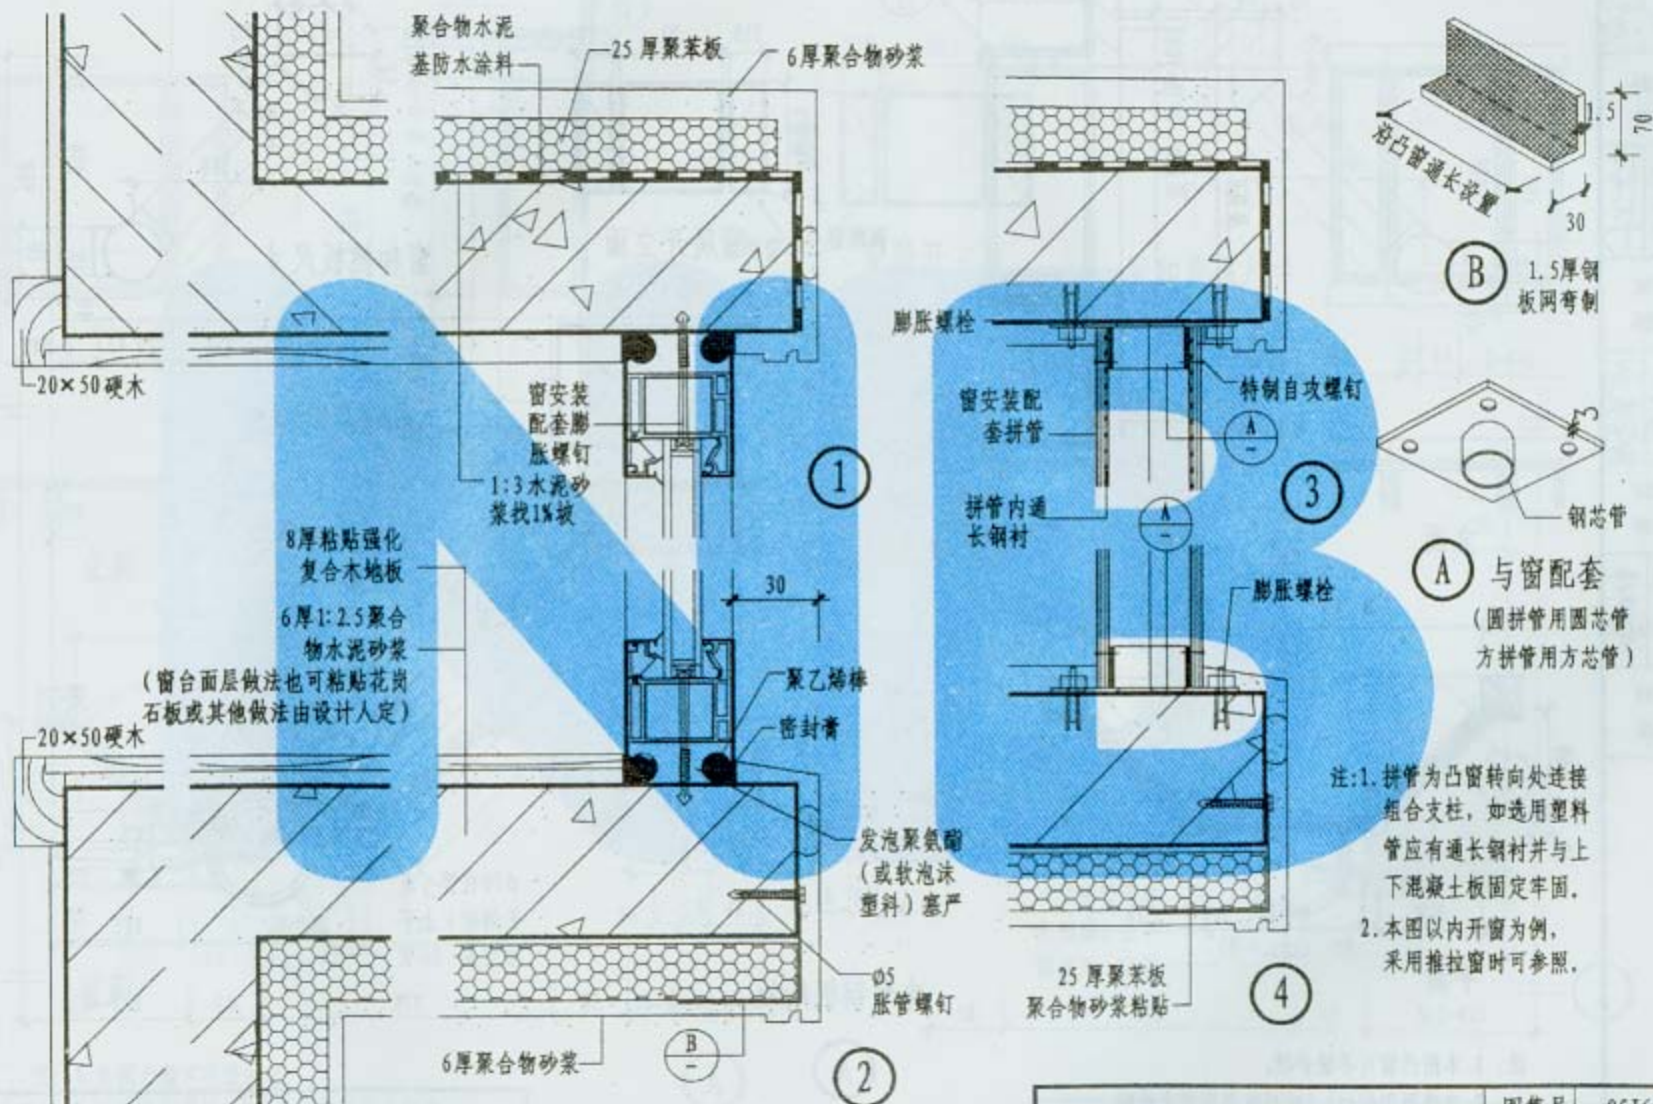 聚合物水泥
基防水涂料
25厚聚苯板
6厚聚合物砂浆
1.5
70
沿凸窗通长设置
30
B
1.5厚钢
板网弯制
20×50硬木
窗安装
配套膨
胀螺钉
1:3水泥砂
浆找1%坡
1
膨胀螺栓
窗安装配
套拼管
特制自攻螺钉
A
3
拼管内通
长钢衬
A
3
钢芯管
A
与窗配套
(圆拼管用圆芯管
方拼管用方芯管)
8厚粘贴强化
复合木地板
6厚1:2.5聚合
物水泥砂浆
(窗台面层做法也可粘贴花岗
石板或其他做法由设计人定)
30
膨胀螺栓
聚乙烯棒
密封膏
20×50硬木
发泡聚氨酯
(或软泡沫
塑料)塞严
ø5
胀管螺钉
6厚聚合物砂浆
B
2
25厚聚苯板
聚合物砂浆粘贴
4
注:1.拼管为凸窗转向处连接
组合支柱,如选用塑料
管应有通长钢衬并与上
下混凝土板固定牢固.
2.本图以内开窗为例,
采用推拉窗时可参照.
NB